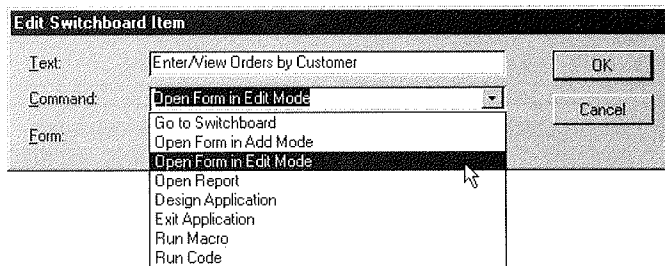 Edit Switchboard Item
Text: Enter/View Orders by Customer OK
Command: Open Form in Edit Mode Cancel
Form: Go to Switchboard
Open Form in Add Mode
Open Form in Edit Mode
Open Report
Design Application
Exit Application
Run Macro
Run Code